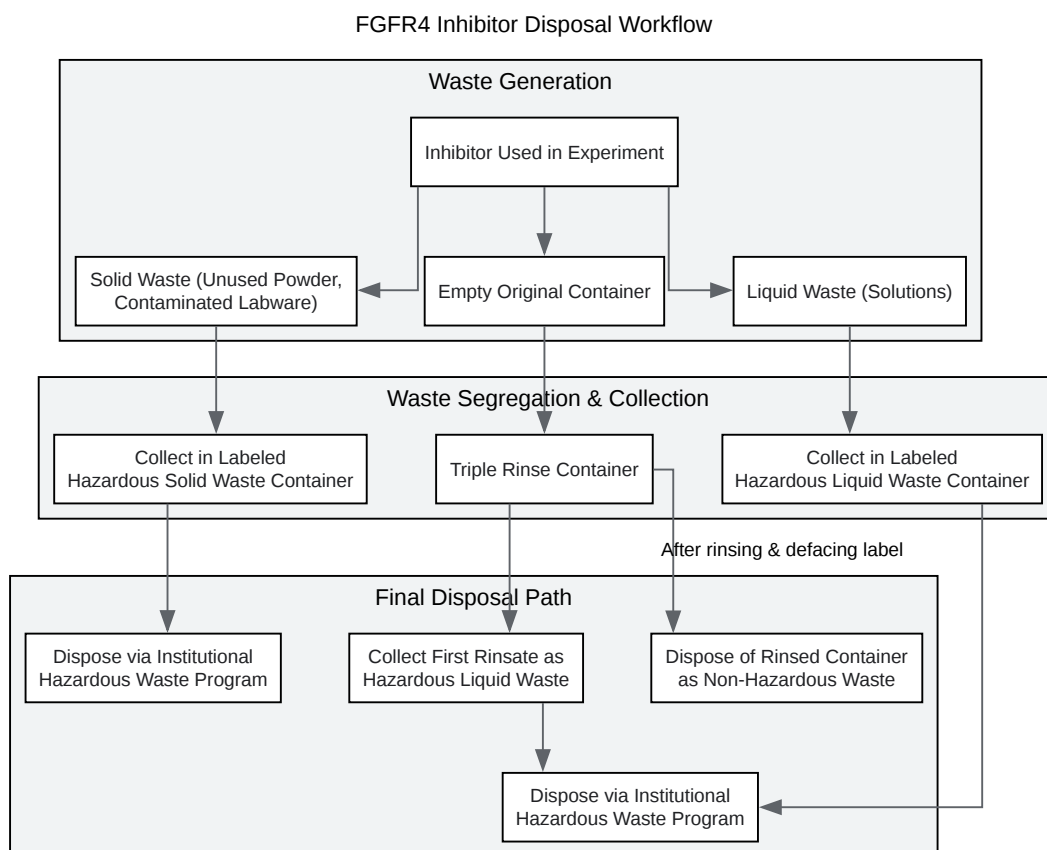 FGFR4 Inhibitor Disposal Workflow
Waste Generation
Inhibitor Used in Experiment
Solid Waste (Unused Powder,
Contaminated Labware)
Empty Original Container
Liquid Waste (Solutions)
Waste Segregation & Collection
Collect in Labeled
Hazardous Solid Waste Container
Triple Rinse Container
Collect in Labeled
Hazardous Liquid Waste Container
After rinsing & defacing label
Final Disposal Path
Dispose via Institutional
Hazardous Waste Program
Collect First Rinsate as
Hazardous Liquid Waste
Dispose of Rinsed Container
as Non-Hazardous Waste
Dispose via Institutional
Hazardous Waste Program